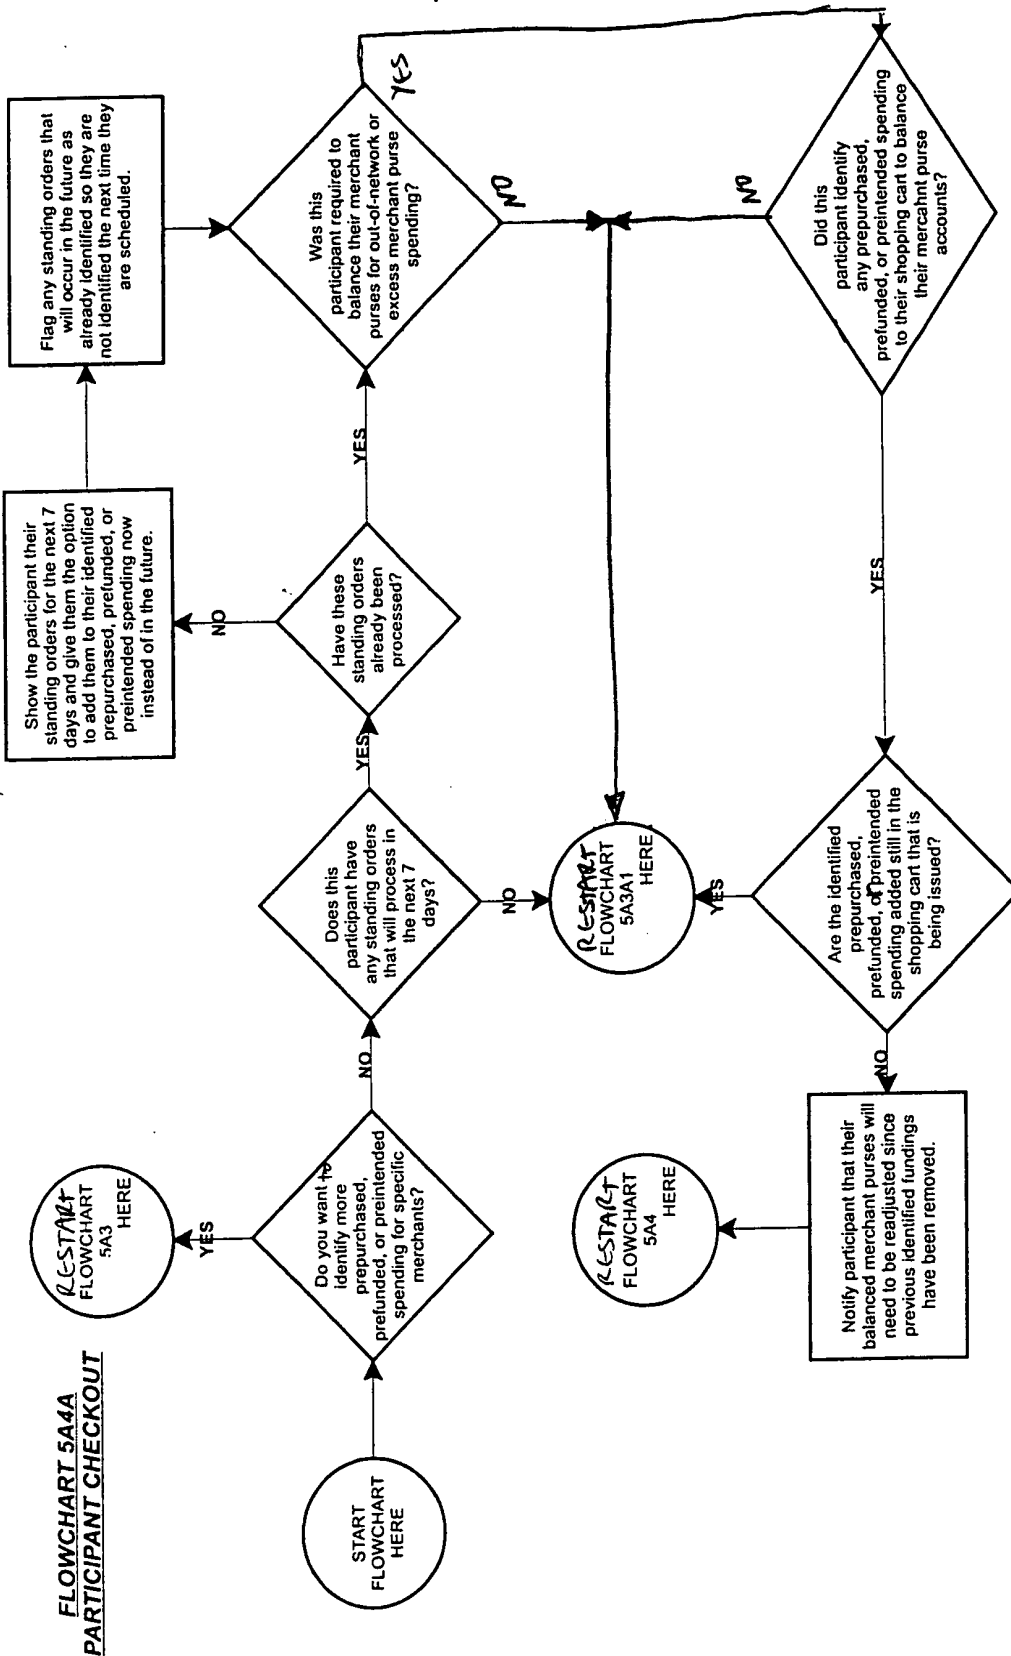 FLOWCHART 5A4A
PARTICIPANT CHECKOUT
START
FLOWCHART
HERE
Do you want to
identify more
prepurchased,
prefunded, or preintended
spending for specific
merchants?
YES
RESTART
FLOWCHART
5A3
HERE
NO
Does this
participant have
any standing orders
that will process in
the next 7
days?
NO
YES
Have these
standing orders
already been
processed?
NO
Show the participant their
standing orders for the next 7
days and give them the option
to add them to their identified
prepurchased, prefunded, or
preintended spending now
instead of in the future.
Flag any standing orders that
will occur in the future as
already identified so they are
not identified the next time they
are scheduled.
YES
Was this
participant required to
balance their merchant
purses for out-of-network or
excess merchant purse
spending?
YES
NO
RESTART
FLOWCHART
5A3A1
HERE
NO
Did this
participant identify
any prepurchased,
prefunded, or preintended spending
to their shopping cart to balance
their mercahnt purse
accounts?
YES
Are the identified
prepurchased,
prefunded, or preintended
spending added still in the
shopping cart that is
being issued?
YES
NO
Notify participant that their
balanced merchant purses will
need to be readjusted since
previous identified fundings
have been removed.
RESTART
FLOWCHART
5A4
HERE